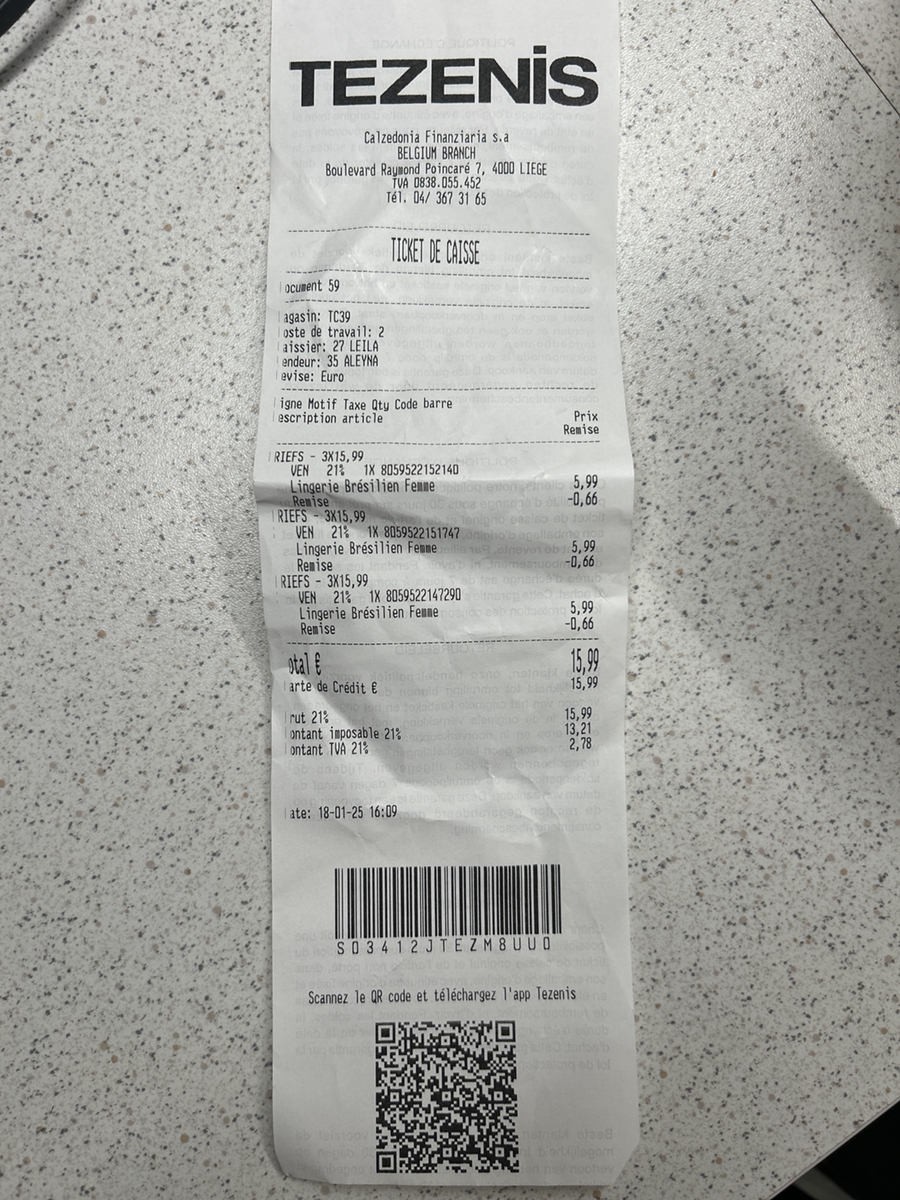 TEZENIS
Calzedonia Finanziaria s.a
BELGIUM BRANCH
Boulevard Raymond Poincaré 7, 4000 LIEGE
TVA 0838.055.452
Tél. 04/ 367 31 65
TICKET DE CAISSE
ocument 59
agasin: TC39
oste de travail: 2
aissier: 27 LEILA
endeur: 35 ALEYNA
evise: Euro
igne Motif Taxe Qty Code barre
escription article Prix
Remise
RIEFS - 3X15,99
VEN 21% 1X 8059522152140
Lingerie Brésilien Femme 5,99
Remise -0,66
RIEFS - 3X15,99
VEN 21% 1X 8059522151747
Lingerie Brésilien Femme 5,99
Remise -0,66
RIEFS - 3X15,99
VEN 21% 1X 8059522147290
Lingerie Brésilien Femme 5,99
Remise -0,66
otal € 15,99
arte de Crédit € 15,99
rut 21% 15,99
ontant imposable 21% 13,21
ontant TVA 21% 2,78
ate: 18-01-25 16:09
S03412JTEZM8UU0
Scannez le QR code et téléchargez l'app Tezenis